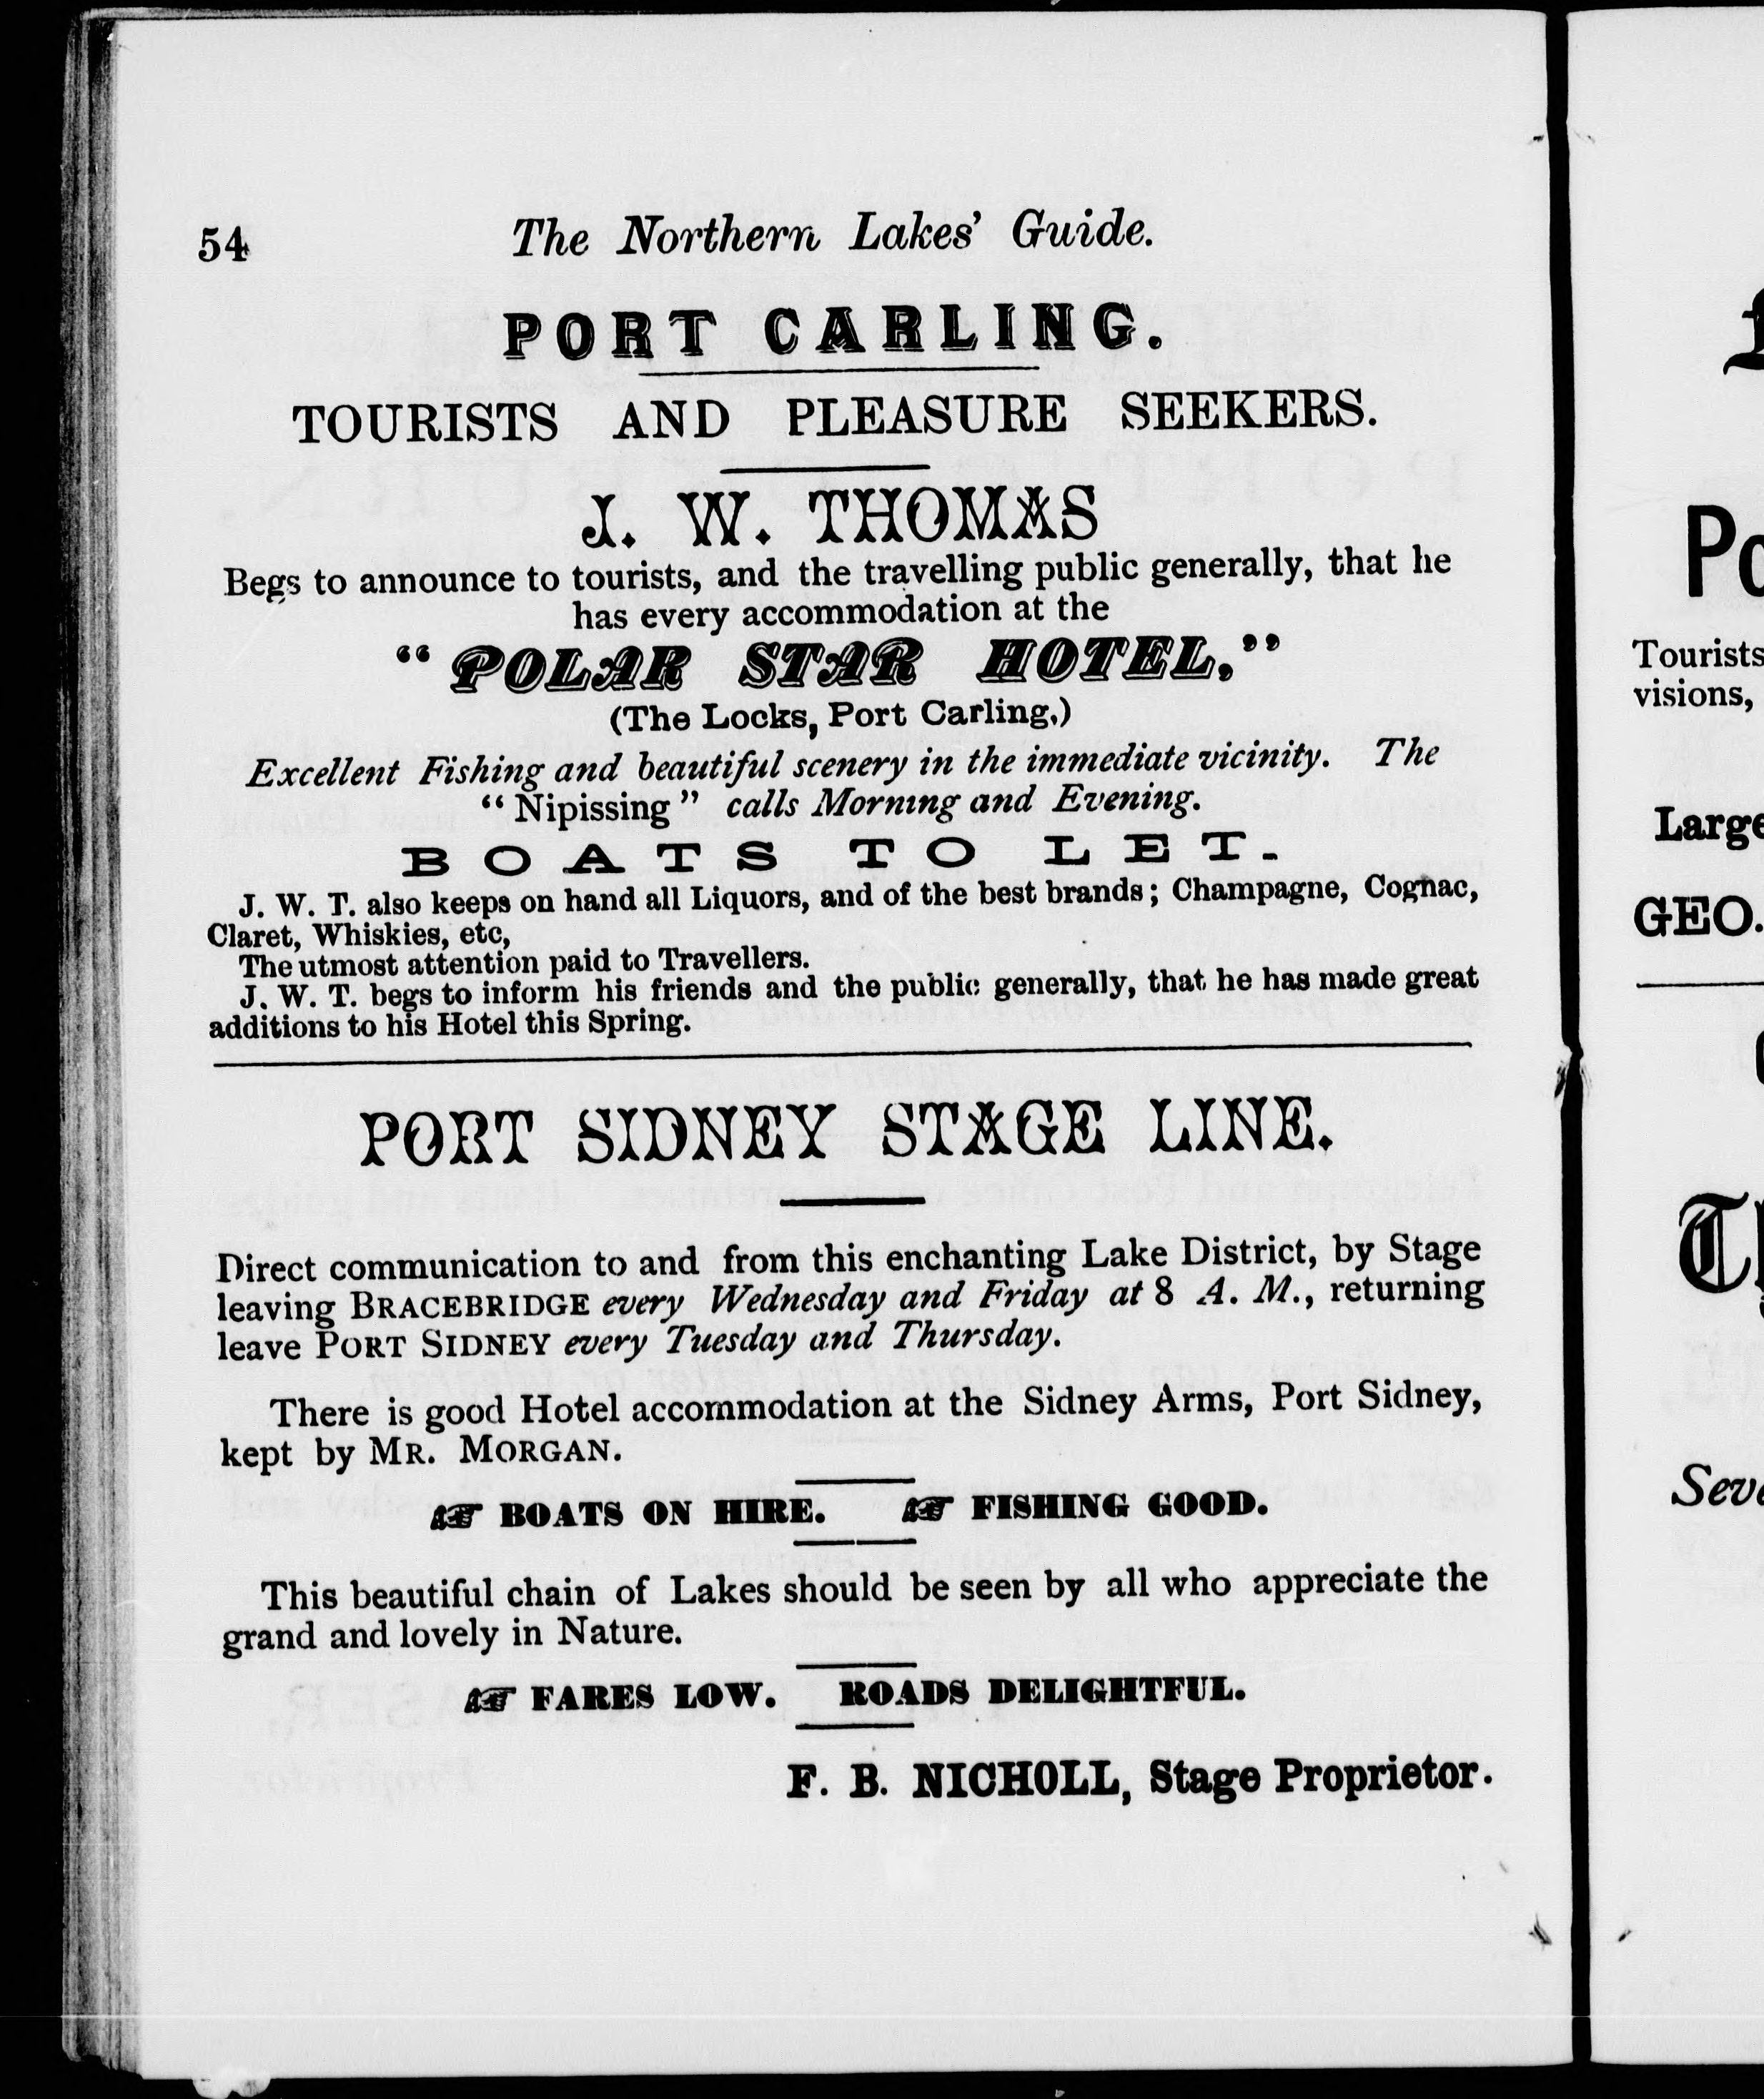 54 The Northern Lakes' Guide.
PORT CARLING.
TOURISTS AND PLEASURE SEEKERS.
J. W. THOMAS
Begs to announce to tourists, and the travelling public generally, that he
has every accommodation at the
"POLAR STAR HOTEL,"
(The Locks, Port Carling.)
Excellent Fishing and beautiful scenery in the immediate vicinity. The
"Nipissing" calls Morning and Evening.
BOATS TO LET.
J. W. T. also keeps on hand all Liquors, and of the best brands; Champagne, Cognac,
Claret, Whiskies, etc,
The utmost attention paid to Travellers.
J. W. T. begs to inform his friends and the public generally, that he has made great
additions to his Hotel this Spring.
PORT SIDNEY STAGE LINE.
Direct communication to and from this enchanting Lake District, by Stage
leaving BRACEBRIDGE every Wednesday and Friday at 8 A. M., returning
leave PORT SIDNEY every Tuesday and Thursday.
There is good Hotel accommodation at the Sidney Arms, Port Sidney,
kept by MR. MORGAN.
☞ BOATS ON HIRE. ☞ FISHING GOOD.
This beautiful chain of Lakes should be seen by all who appreciate the
grand and lovely in Nature.
☞ FARES LOW. ROADS DELIGHTFUL.
F. B. NICHOLL, Stage Proprietor.
Tourists
visions,
Large
GEO.